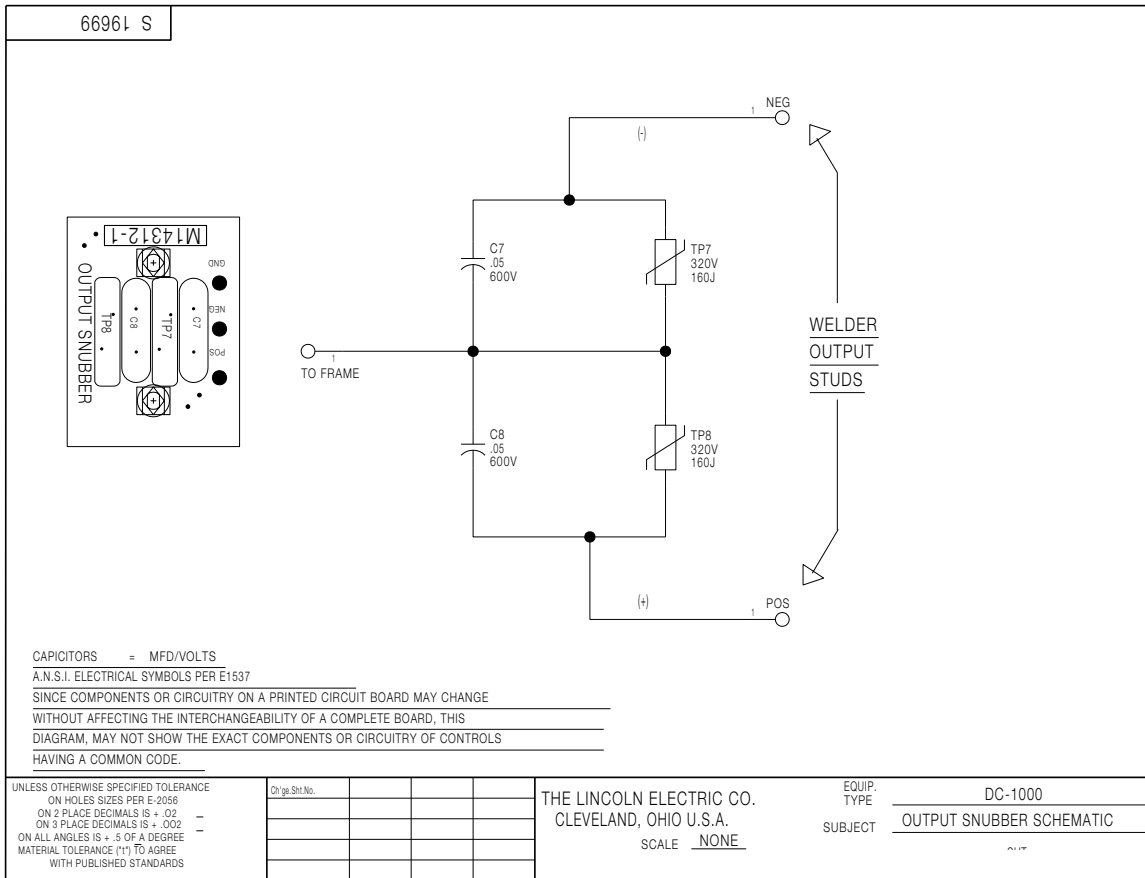 S 19699
M14312-1
OUTPUT SNUBBER
GND
NEG
POS
TP8
C8
TP7
C7
NEG
1
(-)
C7
.05
600V
TP7
320V
160J
1
TO FRAME
C8
.05
600V
TP8
320V
160J
WELDER
OUTPUT
STUDS
(+)
1
POS
CAPICITORS = MFD/VOLTS
A.N.S.I. ELECTRICAL SYMBOLS PER E1537
SINCE COMPONENTS OR CIRCUITRY ON A PRINTED CIRCUIT BOARD MAY CHANGE
WITHOUT AFFECTING THE INTERCHANGEABILITY OF A COMPLETE BOARD, THIS
DIAGRAM, MAY NOT SHOW THE EXACT COMPONENTS OR CIRCUITRY OF CONTROLS
HAVING A COMMON CODE.
UNLESS OTHERWISE SPECIFIED TOLERANCE
ON HOLES SIZES PER E-2056
ON 2 PLACE DECIMALS IS + .O2
ON 3 PLACE DECIMALS IS + .OO2
ON ALL ANGLES IS + .5 OF A DEGREE
MATERIAL TOLERANCE ("t") TO AGREE
WITH PUBLISHED STANDARDS
Ch'ge.Sht.No.
THE LINCOLN ELECTRIC CO.
CLEVELAND, OHIO U.S.A.
SCALE NONE
EQUIP.
TYPE DC-1000
SUBJECT OUTPUT SNUBBER SCHEMATIC